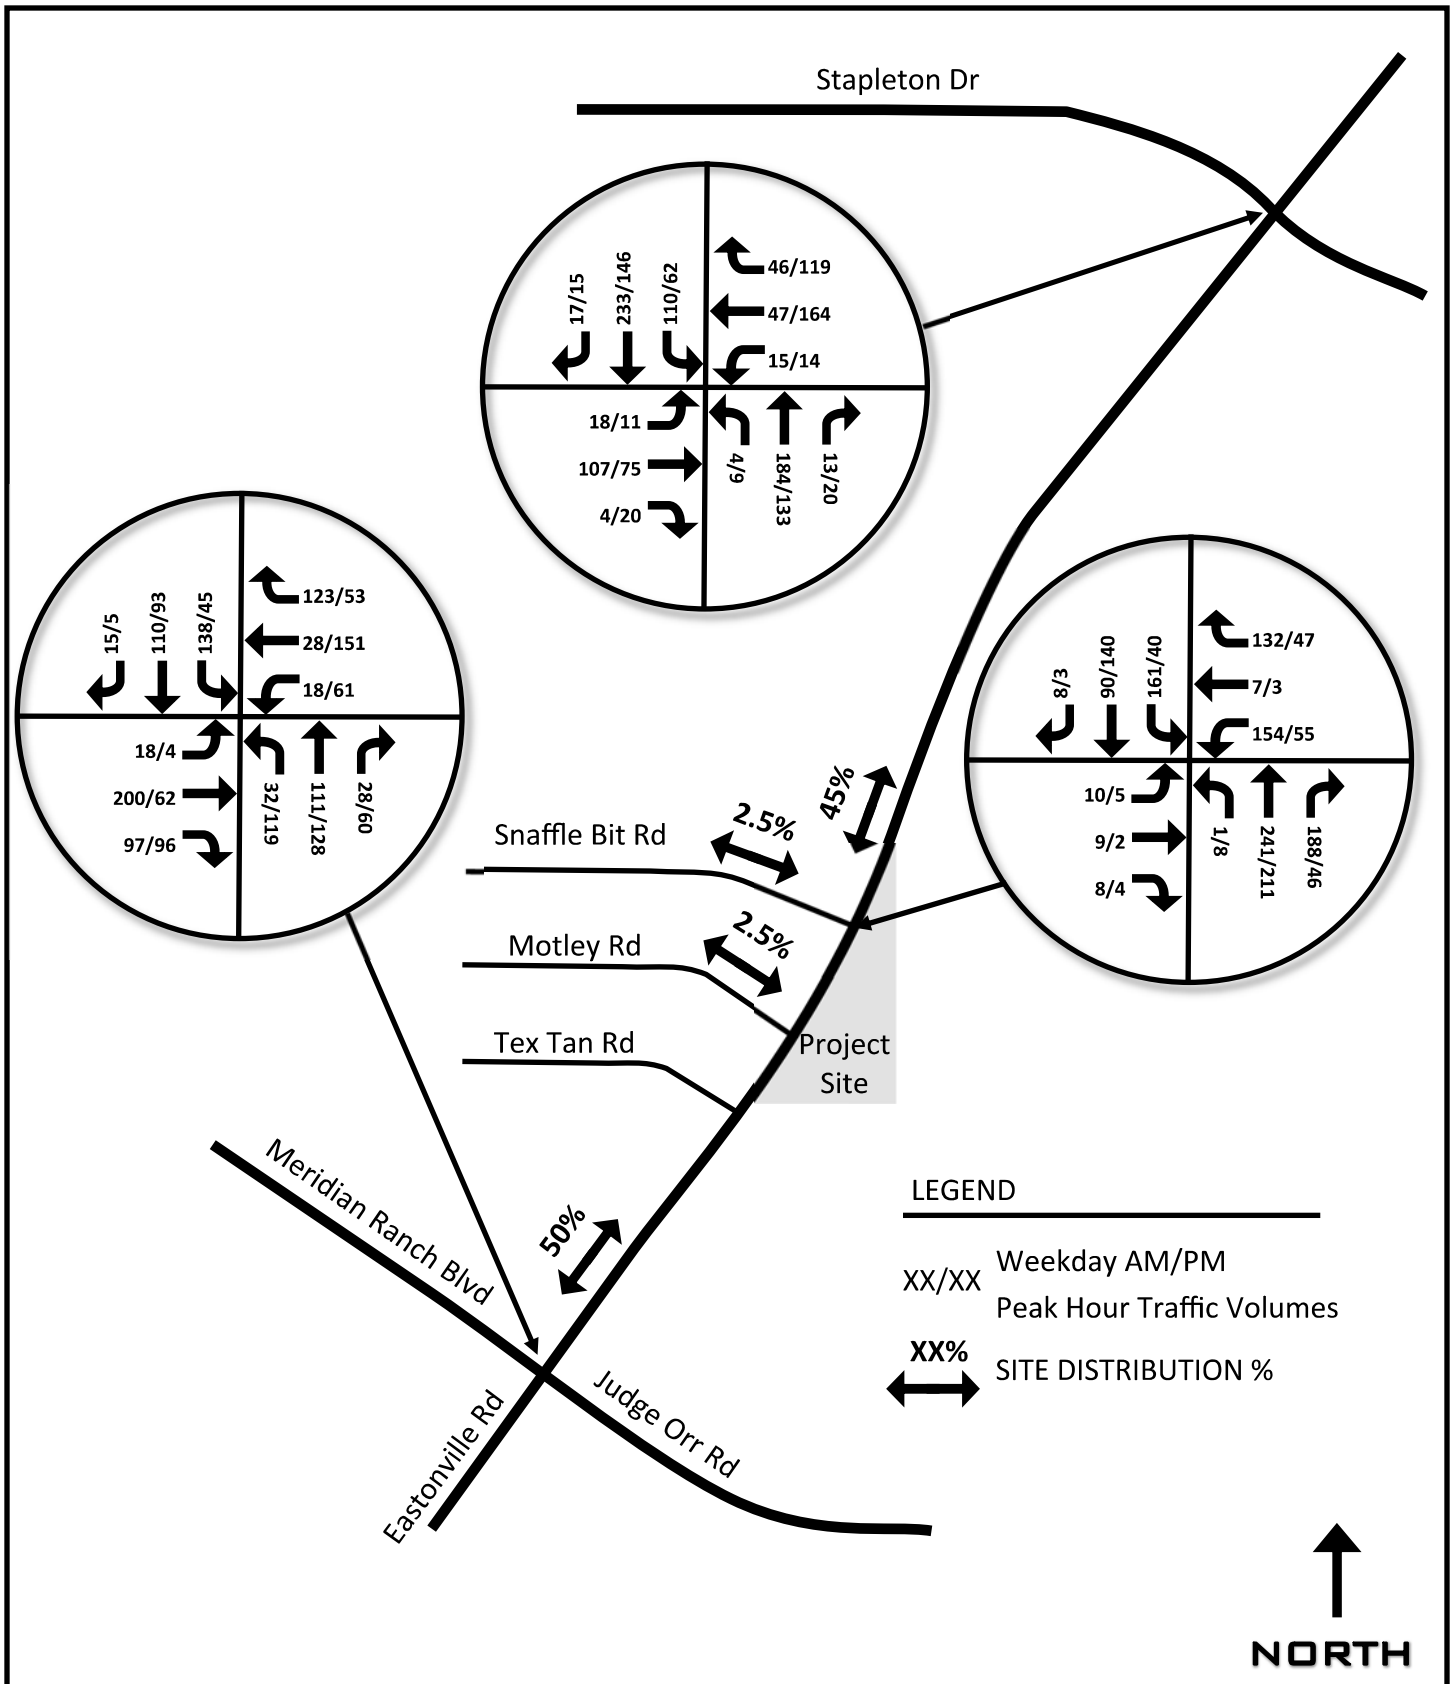 Stapleton Dr
17/15
233/146
110/62
46/119
47/164
15/14
18/11
107/75
4/20
4/9
184/133
13/20
15/5
110/93
138/45
123/53
28/151
18/61
18/4
200/62
97/96
32/119
111/128
28/60
8/3
90/140
161/40
132/47
7/3
154/55
10/5
9/2
8/4
1/8
241/211
188/46
45%
2.5%
Snaffle Bit Rd
2.5%
Motley Rd
Tex Tan Rd
Project
Site
Meridian Ranch Blvd
50%
Judge Orr Rd
Eastonville Rd
LEGEND
XX/XX
Weekday AM/PM
Peak Hour Traffic Volumes
XX%
SITE DISTRIBUTION %
NORTH